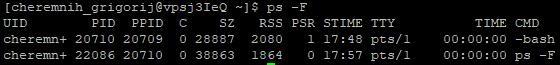 [cheremnih_grigorij@vpsj3IeQ ~]$ ps -F
UID        PID  PPID  C    SZ   RSS PSR STIME TTY          TIME CMD
cheremn+ 20710 20709  0 28887  2080   1 17:48 pts/1    00:00:00 -bash
cheremn+ 22086 20710  0 38863  1864   0 17:57 pts/1    00:00:00 ps -F